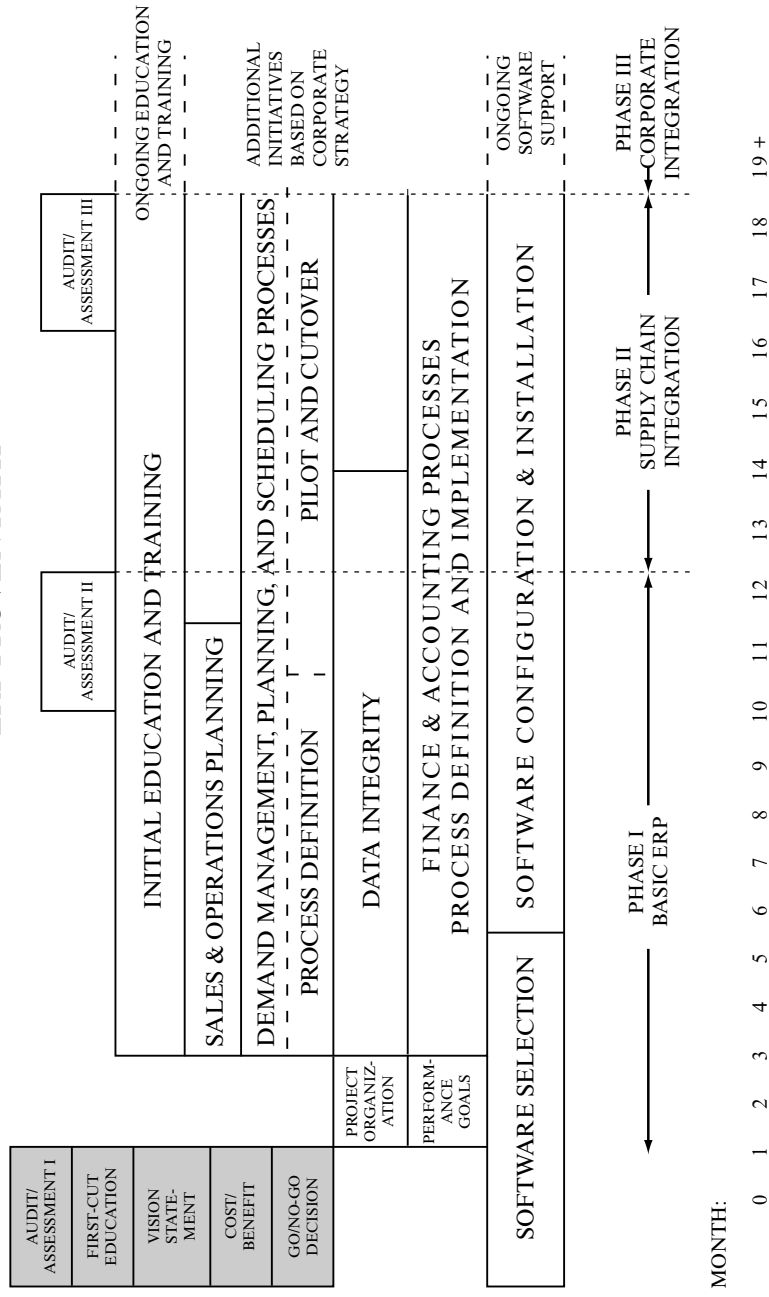 AUDIT/
ASSESSMENT I
FIRST-CUT
EDUCATION
VISION
STATE-
MENT
COST/
BENEFIT
GO/NO-GO
DECISION
AUDIT/
ASSESSMENT II
AUDIT/
ASSESSMENT III
INITIAL EDUCATION AND TRAINING
ONGOING EDUCATION
AND TRAINING
SALES & OPERATIONS PLANNING
DEMAND MANAGEMENT, PLANNING, AND SCHEDULING PROCESSES
PROCESS DEFINITION
PILOT AND CUTOVER
ADDITIONAL
INITIATIVES
BASED ON
CORPORATE
STRATEGY
PROJECT
ORGANIZ-
ATION
DATA INTEGRITY
PERFORM-
ANCE
GOALS
FINANCE & ACCOUNTING PROCESSES
PROCESS DEFINITION AND IMPLEMENTATION
SOFTWARE SELECTION
SOFTWARE CONFIGURATION & INSTALLATION
ONGOING
SOFTWARE
SUPPORT
PHASE I
BASIC ERP
PHASE II
SUPPLY CHAIN
INTEGRATION
PHASE III
CORPORATE
INTEGRATION
MONTH:
0 1 2 3 4 5 6 7 8 9 10 11 12 13 14 15 16 17 18 19 +